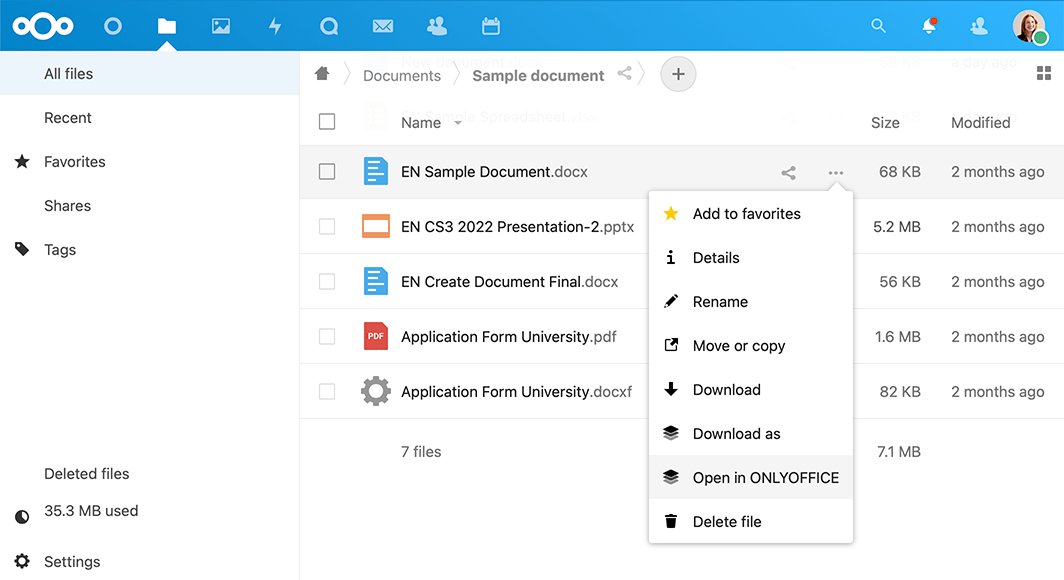 All files
Recent
Favorites
Shares
Tags
Deleted files
35.3 MB used
Settings
New document.docx a day ago
Documents Sample document +
EN Sample Spreadsheet.xlsx
Name Size Modified
EN Sample Document.docx 68 KB 2 months ago
EN CS3 2022 Presentation-2.pptx 5.2 MB 2 months ago
EN Create Document Final.docx 56 KB 2 months ago
PDF Application Form University.pdf 1.6 MB 2 months ago
Application Form University.docxf 82 KB 2 months ago
7 files 7.1 MB
Add to favorites
Details
Rename
Move or copy
Download
Download as
Open in ONLYOFFICE
Delete file